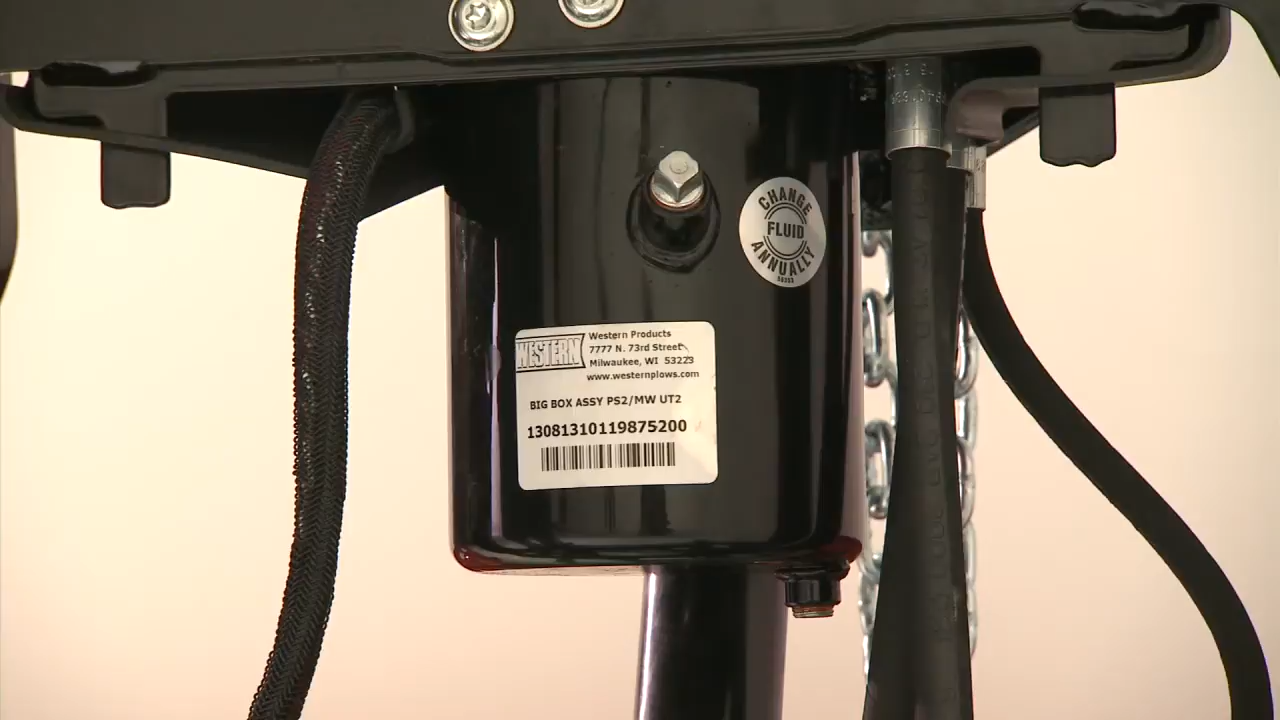 CHANGE
FLUID
ANNUALLY
WESTERN
Western Products
7777 N. 73rd Street
Milwaukee, WI 53223
www.westernplows.com
BIG BOX ASSY PS2/MW UT2
13081310119875200